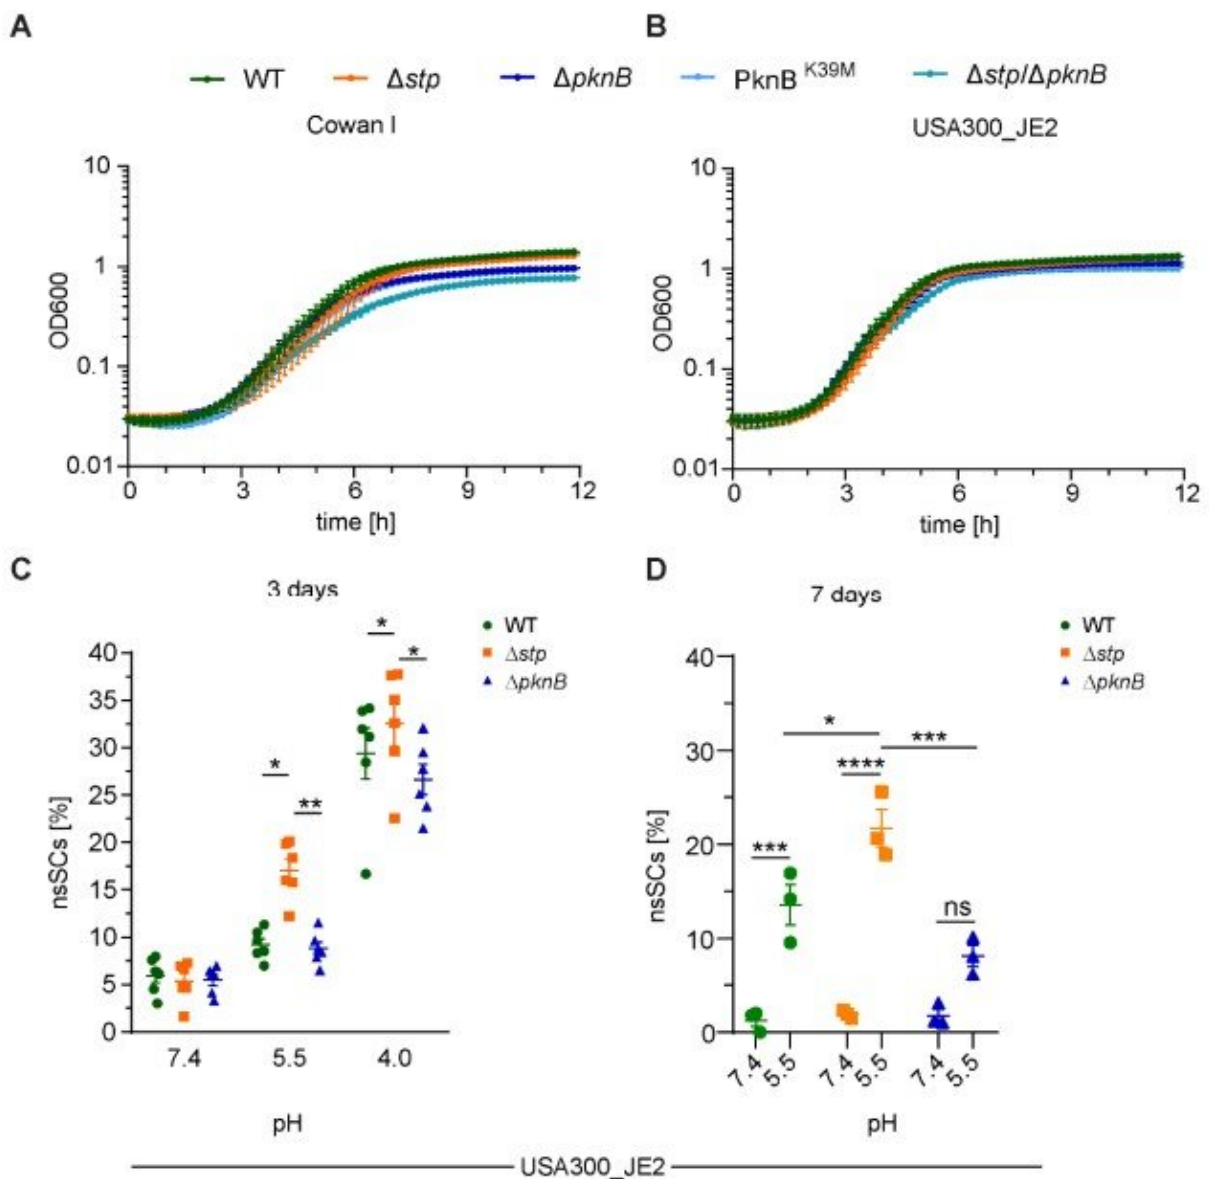 A
B
WT Δstp ΔpknB PknB K39M Δstp/ΔpknB
Cowan I
USA300_JE2
10
1
0.1
0.01
OD600
0 3 6 9 12
time [h]
10
1
0.1
0.01
OD600
0 3 6 9 12
time [h]
C
3 days
WT
Δstp
ΔpknB
40
35
30
25
20
15
10
5
0
nsSCs [%]
* **
* *
7.4 5.5 4.0
pH
D
7 days
WT
Δstp
ΔpknB
40
30
20
10
0
nsSCs [%]
* ***
****
***
ns
7.4 5.5 7.4 5.5 7.4 5.5
pH
USA300_JE2